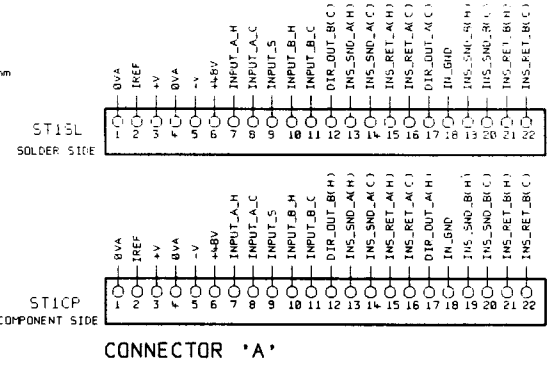 mm
0VA
IREF
+V
0VA
-V
+48V
INPUT_A_H
INPUT_A_C
INPUT_S
INPUT_B_H
INPUT_B_C
DIR_OUT_B(C)
INS_SND_A(H)
INS_SND_A(C)
INS_RET_A(H)
INS_RET_A(C)
DIR_OUT_A(C)
IN_GND
INS_SND_B(H)
INS_SND_B(C)
INS_RET_B(H)
INS_RET_B(C)
ST1SL
SOLDER SIDE
1 2 3 4 5 6 7 8 9 10 11 12 13 14 15 16 17 18 19 20 21 22
0VA
IREF
+V
0VA
-V
+48V
INPUT_A_H
INPUT_A_C
INPUT_S
INPUT_B_H
INPUT_B_C
DIR_OUT_B(H)
INS_SND_A(H)
INS_SND_A(C)
INS_RET_A(H)
INS_RET_A(C)
DIR_OUT_A(H)
IN_GND
INS_SND_B(H)
INS_SND_B(C)
INS_RET_B(H)
INS_RET_B(C)
ST1CP
COMPONENT SIDE
1 2 3 4 5 6 7 8 9 10 11 12 13 14 15 16 17 18 19 20 21 22
CONNECTOR 'A'